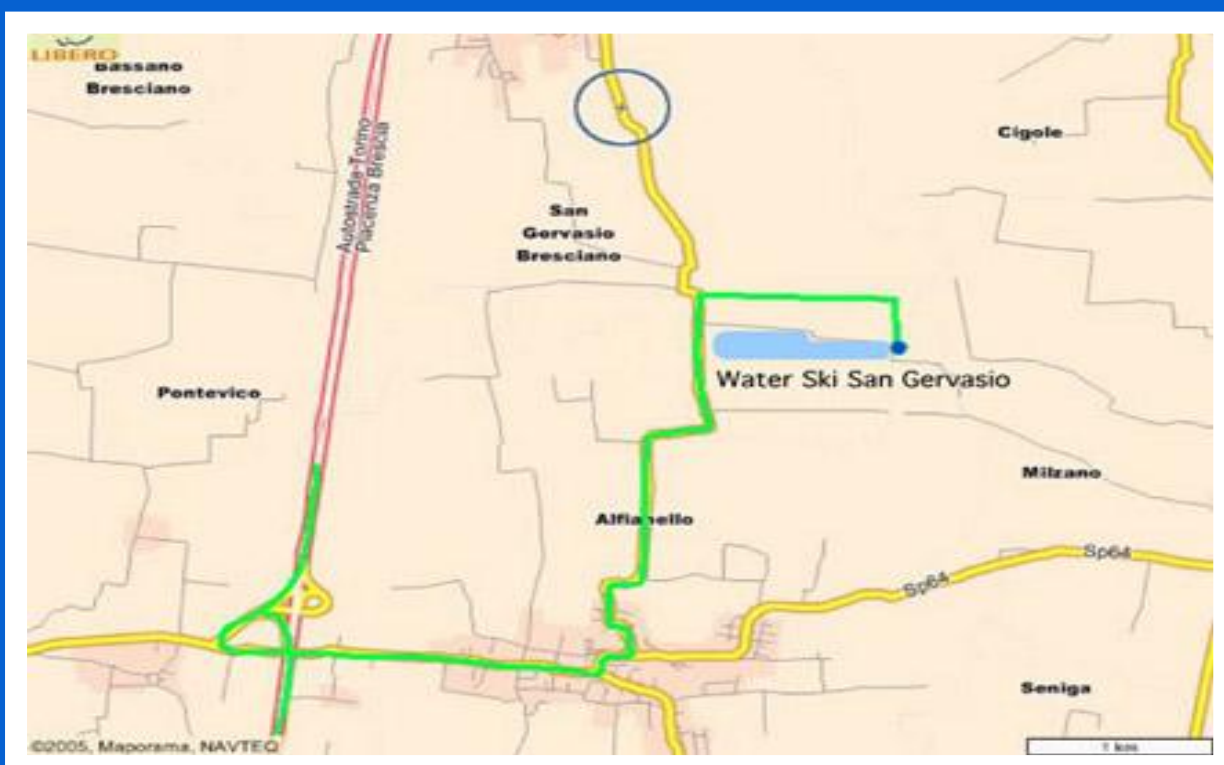 LIBERO
Bassano
Bresciano
Cigole
Autostrada Torino
Piacenza Brescia
San
Gervasio
Bresciano
Water Ski San Gervasio
Pontevico
Milzano
Alfianello
Sp64
Sp64
Seniga
©2005, Maporama, NAVTEQ
1 km